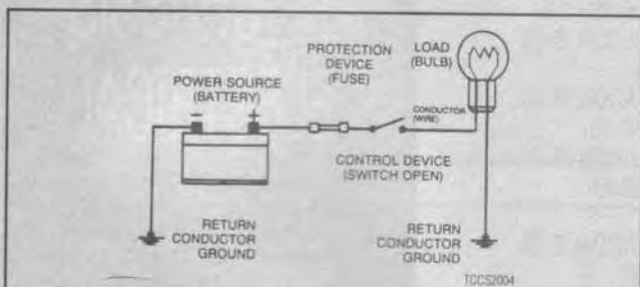 PROTECTION
DEVICE
(FUSE)
LOAD
(BULB)
POWER SOURCE
(BATTERY)
− +
CONDUCTOR
(WIRE)
CONTROL DEVICE
(SWITCH OPEN)
RETURN
CONDUCTOR
GROUND
RETURN
CONDUCTOR
GROUND
TCCS2004